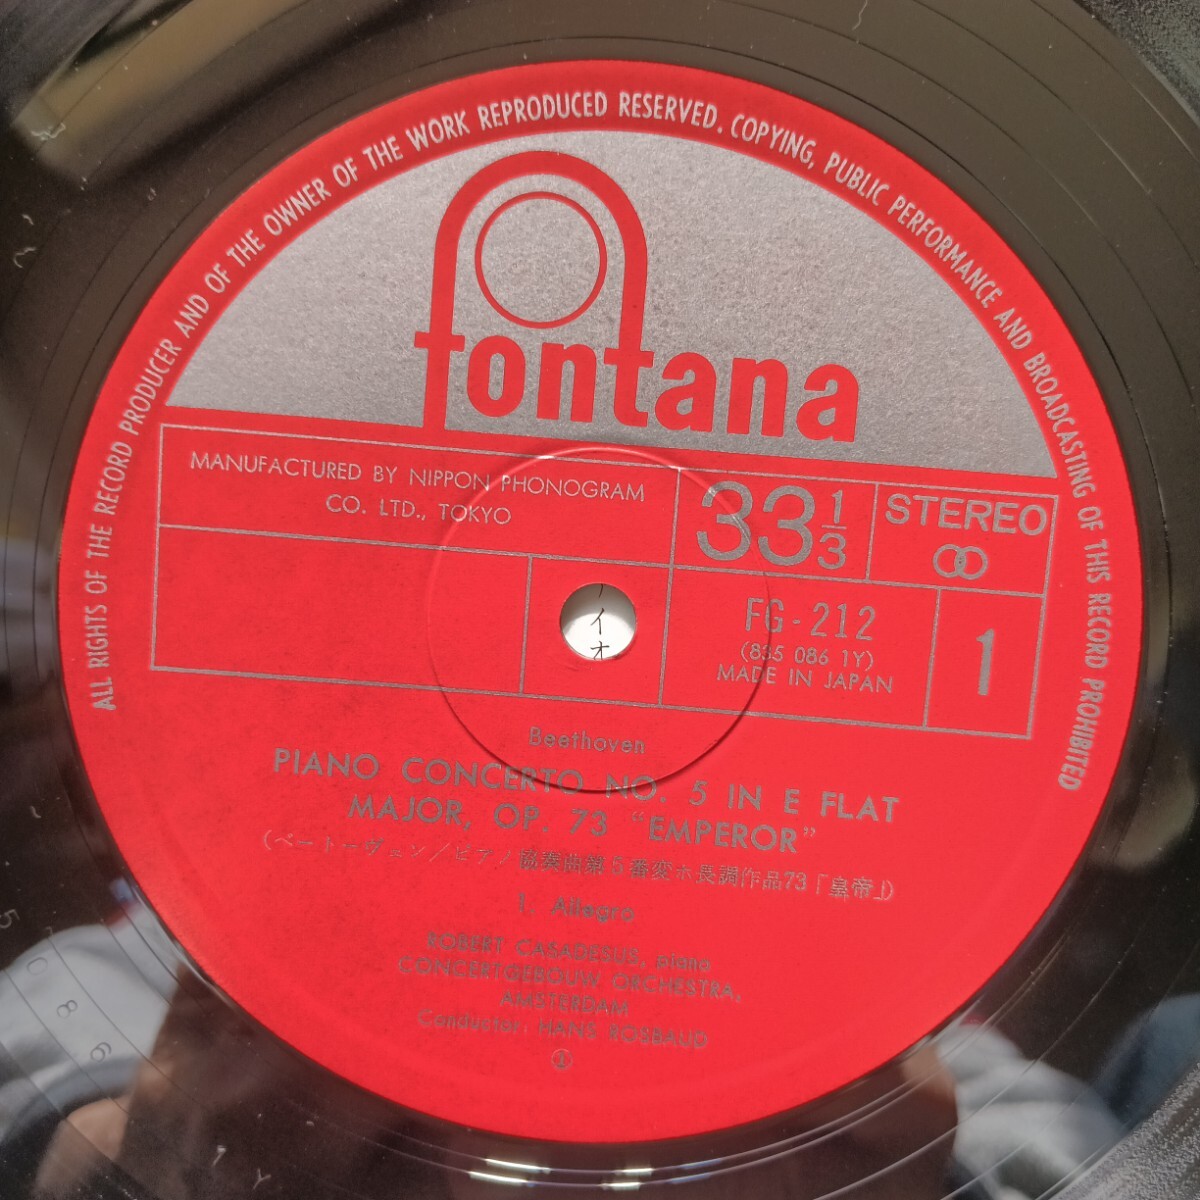 ALL RIGHTS OF THE RECORD PRODUCER AND OF THE OWNER OF THE WORK REPRODUCED RESERVED. COPYING, PUBLIC PERFORMANCE AND BROADCASTING OF THIS RECORD PROHIBITED
fontana
MANUFACTURED BY NIPPON PHONOGRAM
CO. LTD., TOKYO
33 1/3
STEREO
FG-212
(835 086 1Y)
MADE IN JAPAN
1
イオ
Beethoven
PIANO CONCERTO NO. 5 IN E FLAT
MAJOR, OP. 73 "EMPEROR"
(ベートーヴェン/ピアノ協奏曲第5番変ホ長調作品73「皇帝」)
1. Allegro
ROBERT CASADESUS, piano
CONCERTGEBOUW ORCHESTRA,
AMSTERDAM
Conductor: HANS ROSBAUD
①